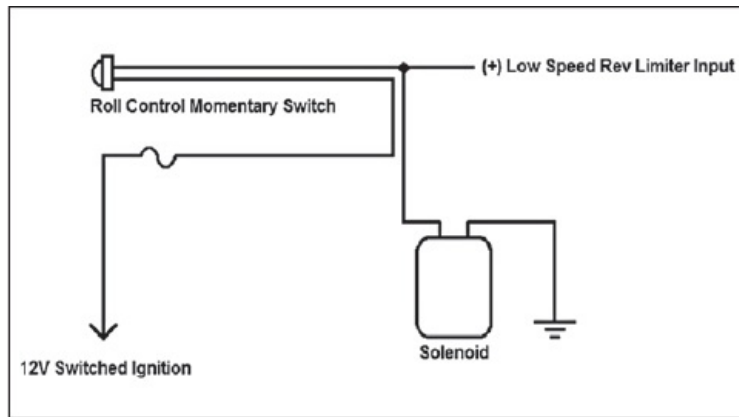 (+) Low Speed Rev Limiter Input
Roll Control Momentary Switch
Solenoid
12V Switched Ignition